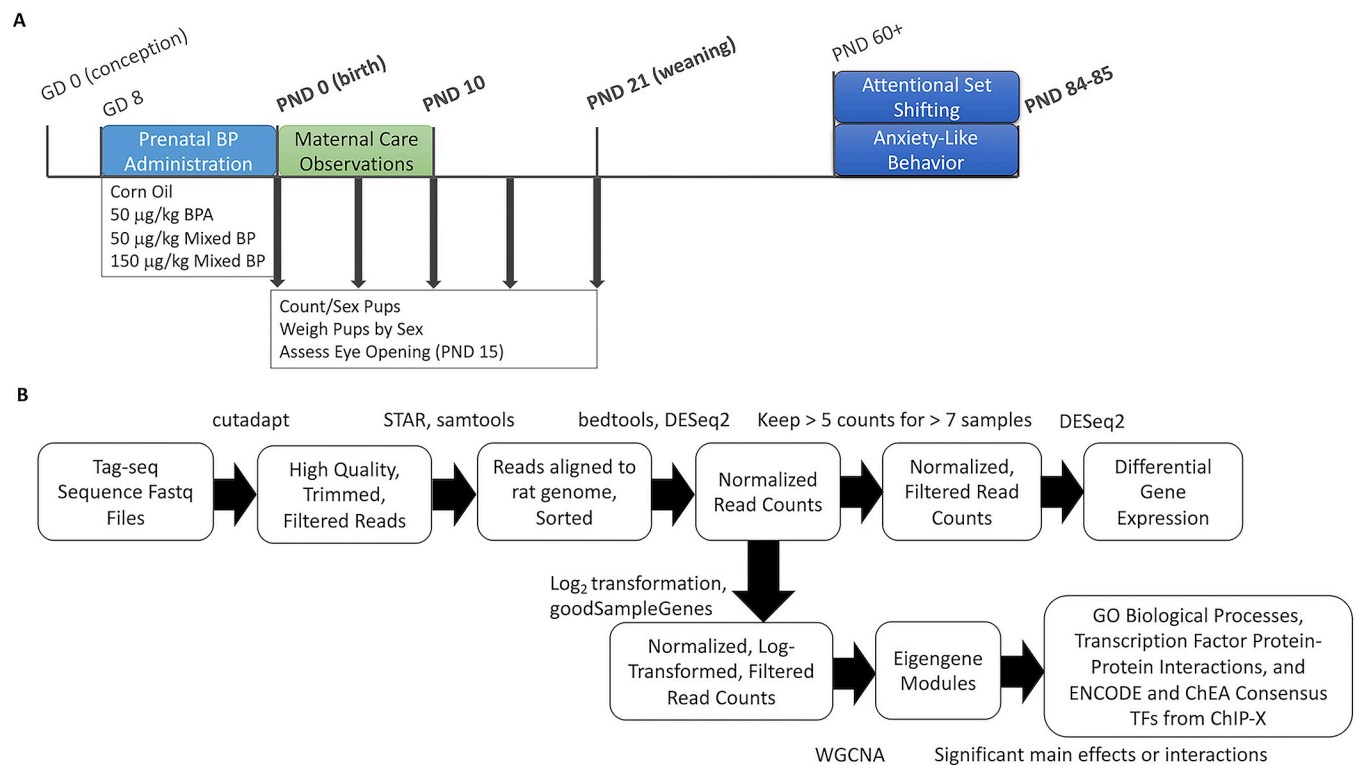 A
GD 0 (conception)
GD 8
PND 0 (birth)
PND 10
PND 21 (weaning)
PND 60+
PND 84-85
Prenatal BP
Administration
Maternal Care
Observations
Attentional Set
Shifting
Anxiety-Like
Behavior
Corn Oil
50 μg/kg BPA
50 μg/kg Mixed BP
150 μg/kg Mixed BP
Count/Sex Pups
Weigh Pups by Sex
Assess Eye Opening (PND 15)
B
cutadapt
STAR, samtools
bedtools, DESeq2
Keep > 5 counts for > 7 samples
DESeq2
Tag-seq
Sequence Fastq
Files
High Quality,
Trimmed,
Filtered Reads
Reads aligned to
rat genome,
Sorted
Normalized
Read Counts
Normalized,
Filtered Read
Counts
Differential
Gene
Expression
Log₂ transformation,
goodSampleGenes
Normalized, Log-
Transformed, Filtered
Read Counts
Eigengene
Modules
GO Biological Processes,
Transcription Factor Protein-
Protein Interactions, and
ENCODE and ChEA Consensus
TFs from ChIP-X
WGCNA
Significant main effects or interactions